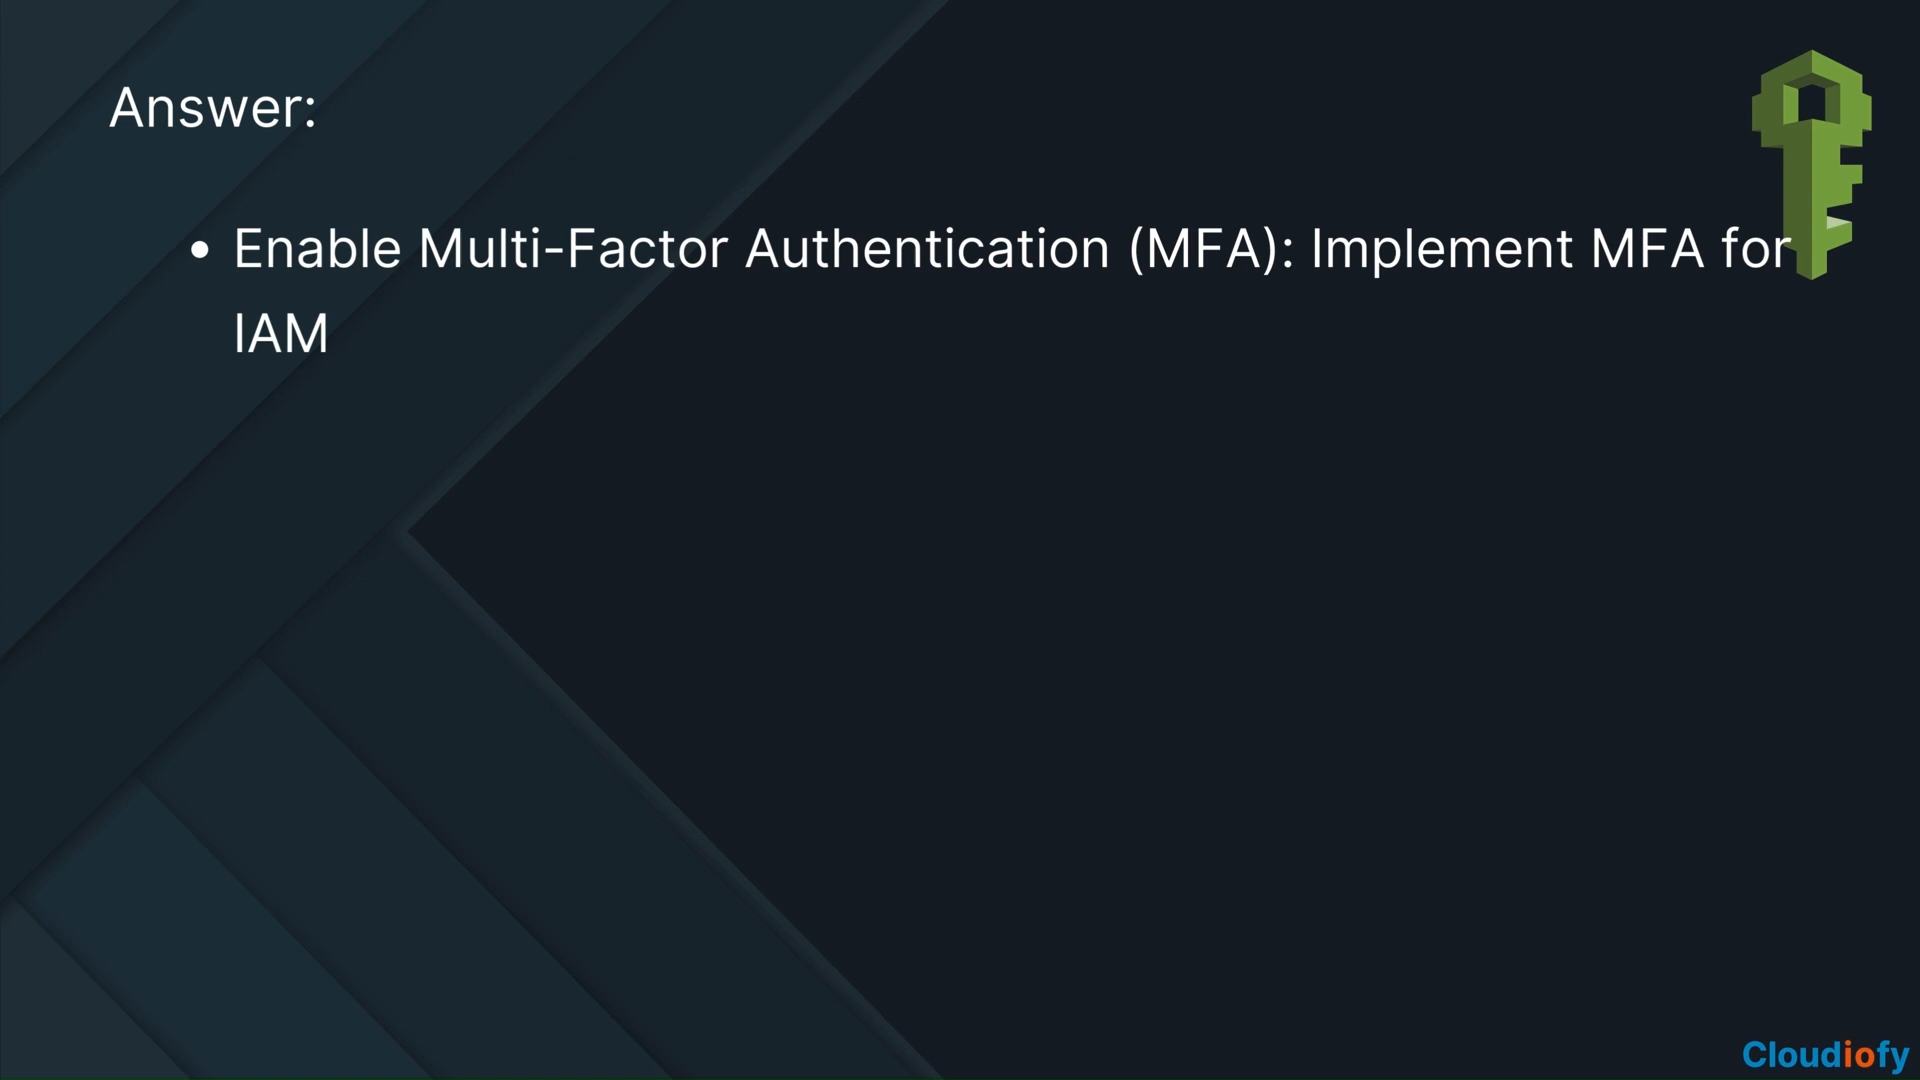 Answer:
• Enable Multi-Factor Authentication (MFA): Implement MFA for
IAM
Cloudiofy